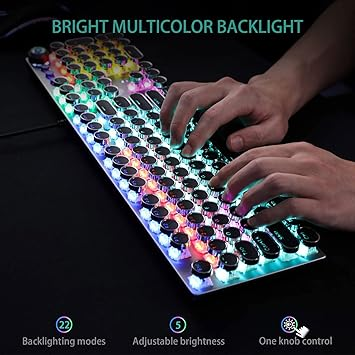 BRIGHT MULTICOLOR BACKLIGHT
22
5
Backlighting modes
Adjustable brightness
One knob control